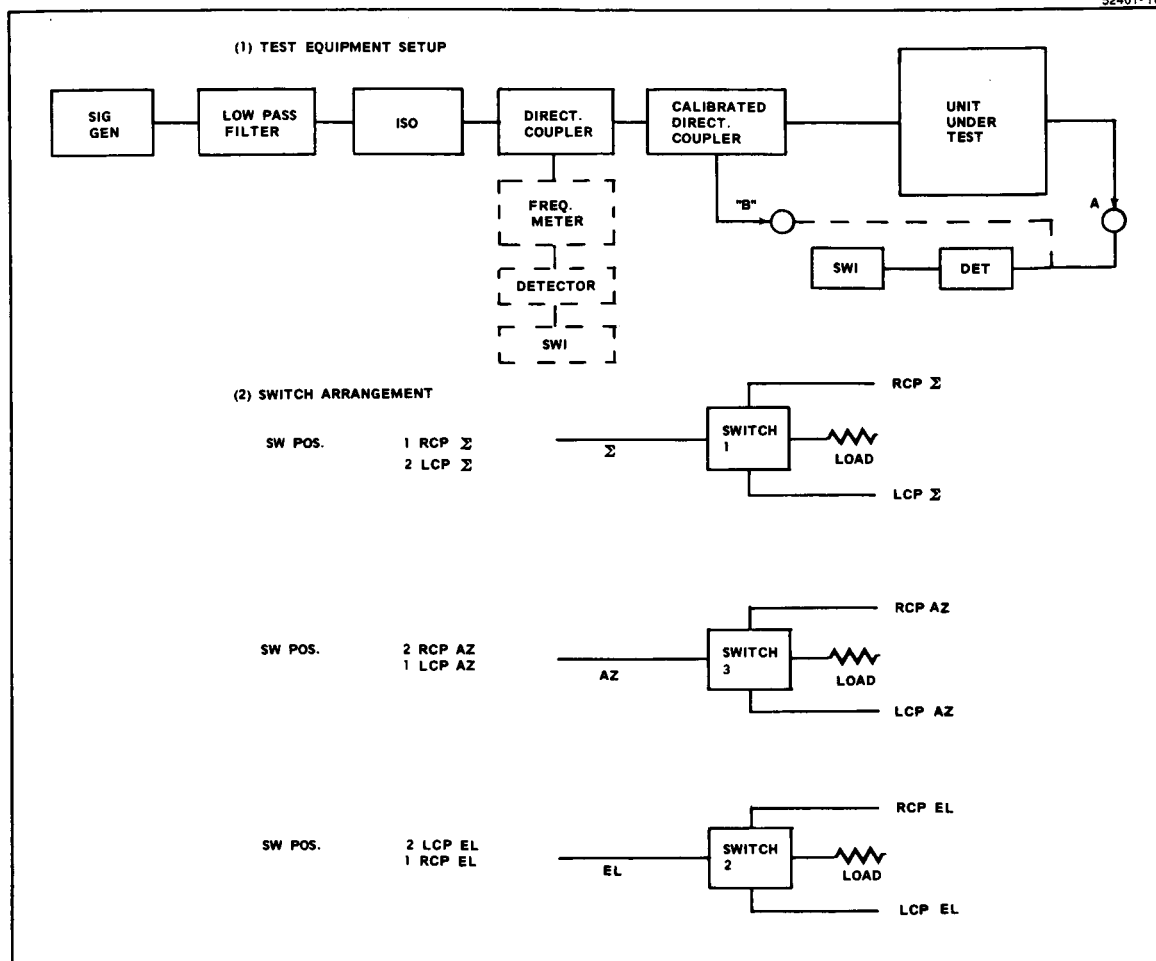 (1) TEST EQUIPMENT SETUP
SIG
GEN
LOW PASS
FILTER
ISO
DIRECT.
COUPLER
CALIBRATED
DIRECT.
COUPLER
UNIT
UNDER
TEST
FREQ.
METER
"B"
A
SWI
DET
DETECTOR
SWI
(2) SWITCH ARRANGEMENT
SW POS.
1 RCP Σ
2 LCP Σ
Σ
SWITCH
1
RCP Σ
LOAD
LCP Σ
SW POS.
2 RCP AZ
1 LCP AZ
AZ
SWITCH
3
RCP AZ
LOAD
LCP AZ
SW POS.
2 LCP EL
1 RCP EL
EL
SWITCH
2
RCP EL
LOAD
LCP EL